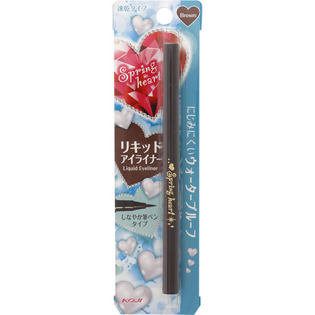 速乾タイプ
Brown
Spring
heart
リキッド
アイライナー
Liquid Eyeliner
しなやか筆ペン
タイプ
にじみにくいウォータープルーフ
Spring heart
KOJI